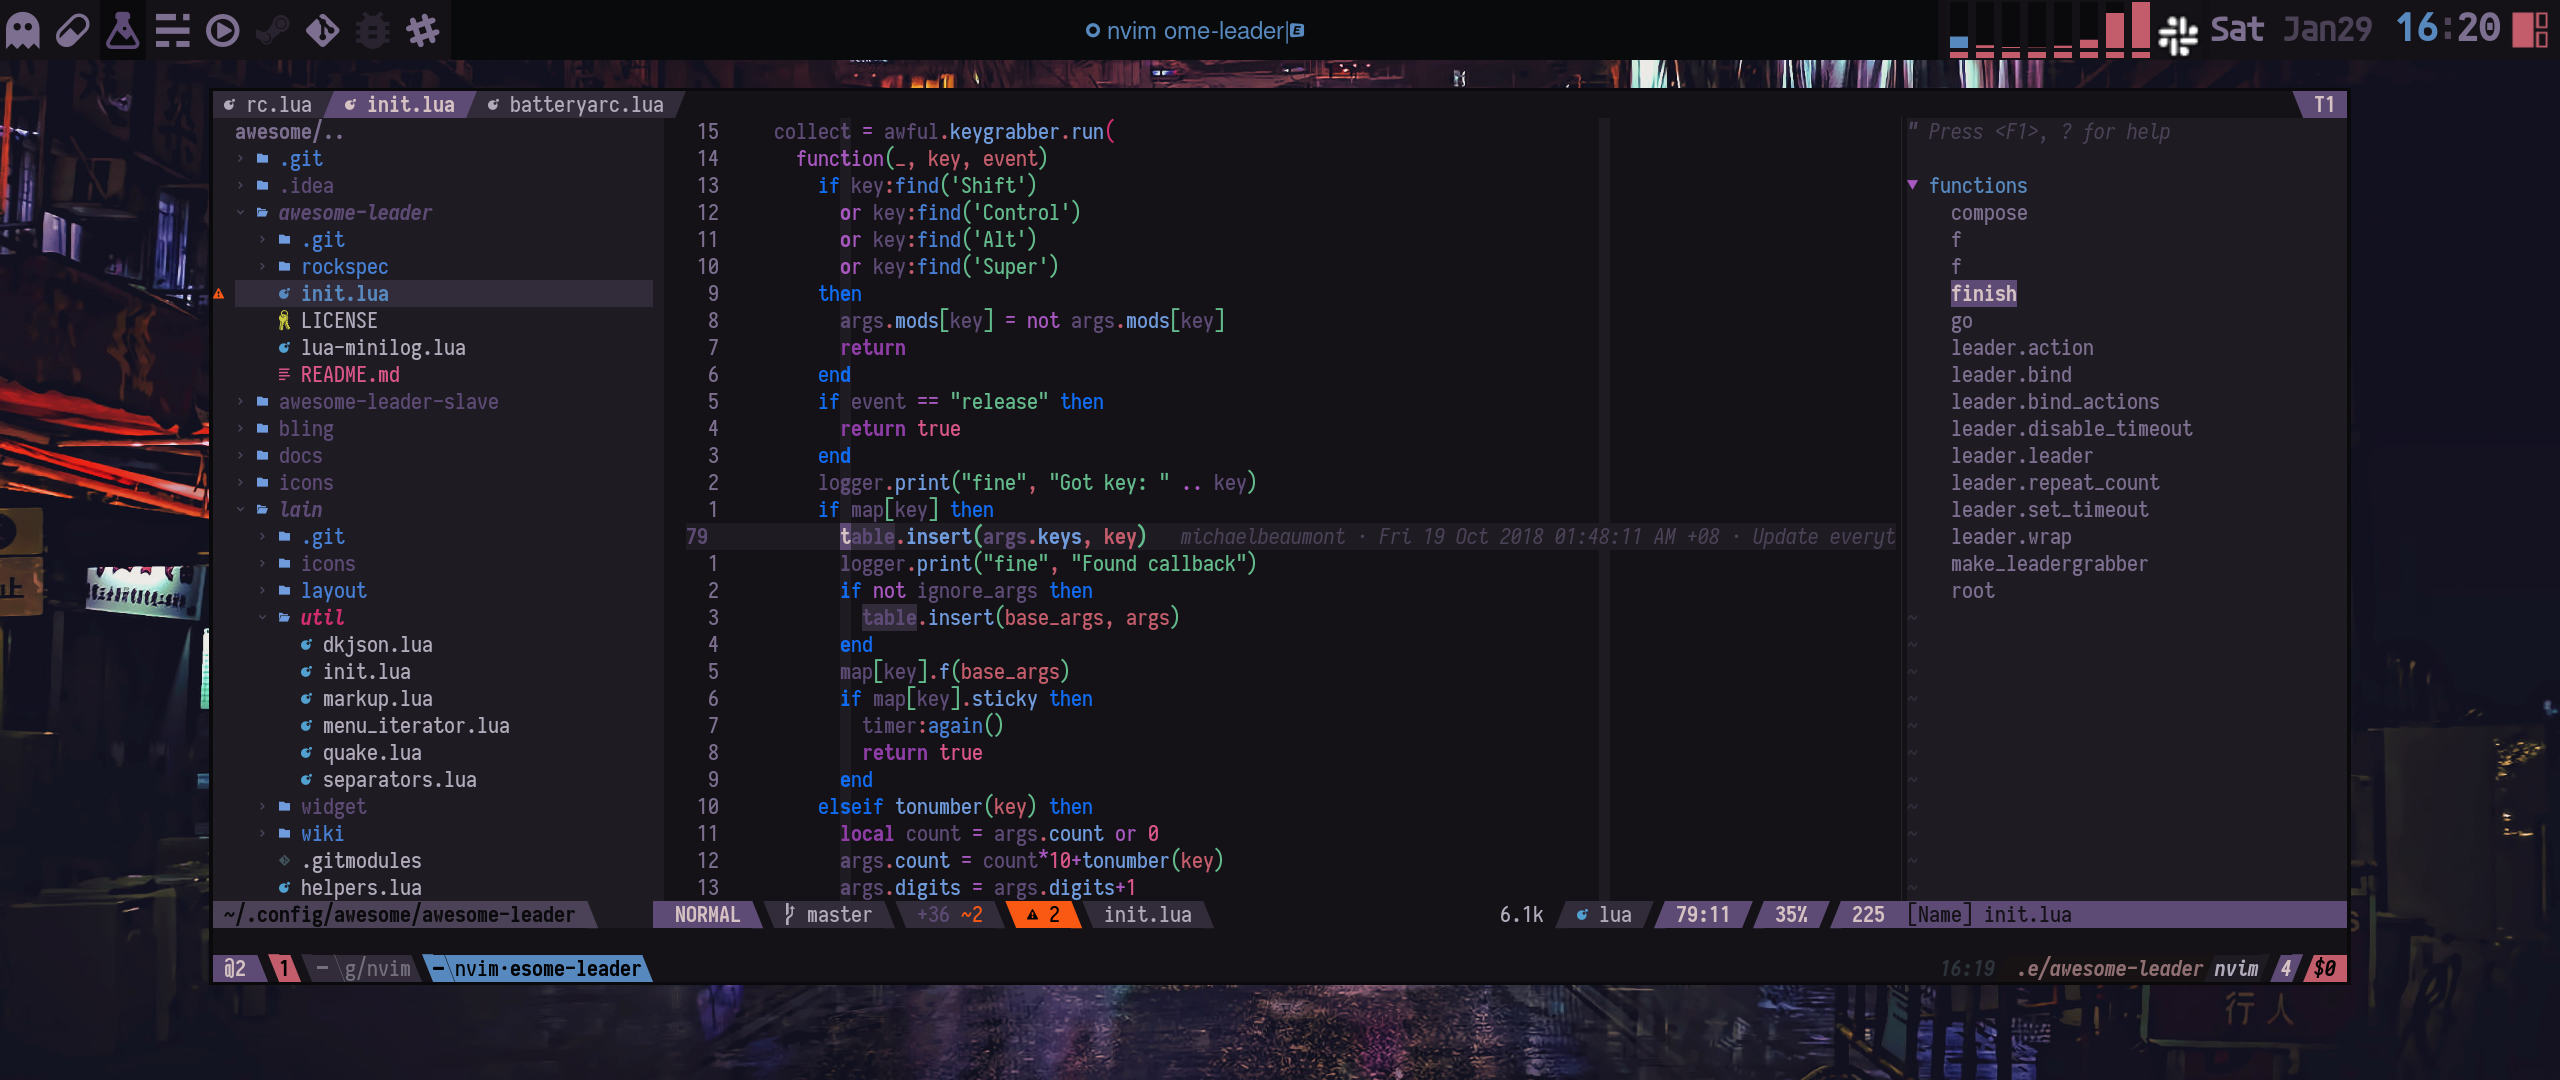 nvim ome-leader|E
Sat Jan29 16:20
rc.lua init.lua batteryarc.lua T1
awesome/..
.git
.idea
awesome-leader
.git
rockspec
init.lua
LICENSE
lua-minilog.lua
README.md
awesome-leader-slave
bling
docs
icons
lain
.git
icons
layout
util
dkjson.lua
init.lua
markup.lua
menu_iterator.lua
quake.lua
separators.lua
widget
wiki
.gitmodules
helpers.lua
15 collect = awful.keygrabber.run(
14 function(_, key, event)
13 if key:find('Shift')
12 or key:find('Control')
11 or key:find('Alt')
10 or key:find('Super')
9 then
8 args.mods[key] = not args.mods[key]
7 return
6 end
5 if event == "release" then
4 return true
3 end
2 logger.print("fine", "Got key: " .. key)
1 if map[key] then
79 table.insert(args.keys, key) michaelbeaumont · Fri 19 Oct 2018 01:48:11 AM +08 · Update everyt
1 logger.print("fine", "Found callback")
2 if not ignore_args then
3 table.insert(base_args, args)
4 end
5 map[key].f(base_args)
6 if map[key].sticky then
7 timer:again()
8 return true
9 end
10 elseif tonumber(key) then
11 local count = args.count or 0
12 args.count = count*10+tonumber(key)
13 args.digits = args.digits+1
" Press <F1>, ? for help
▼ functions
compose
f
f
finish
go
leader.action
leader.bind
leader.bind_actions
leader.disable_timeout
leader.leader
leader.repeat_count
leader.set_timeout
leader.wrap
make_leadergrabber
root
~
~
~
~
~
~
~
~
~
~
~
~/.config/awesome/awesome-leader NORMAL master +36 ~2 2 init.lua 6.1k lua 79:11 35% 225 [Name] init.lua
@2 1 - g/nvim - nvim·esome-leader 16:19 .e/awesome-leader nvim 4 $0
行人